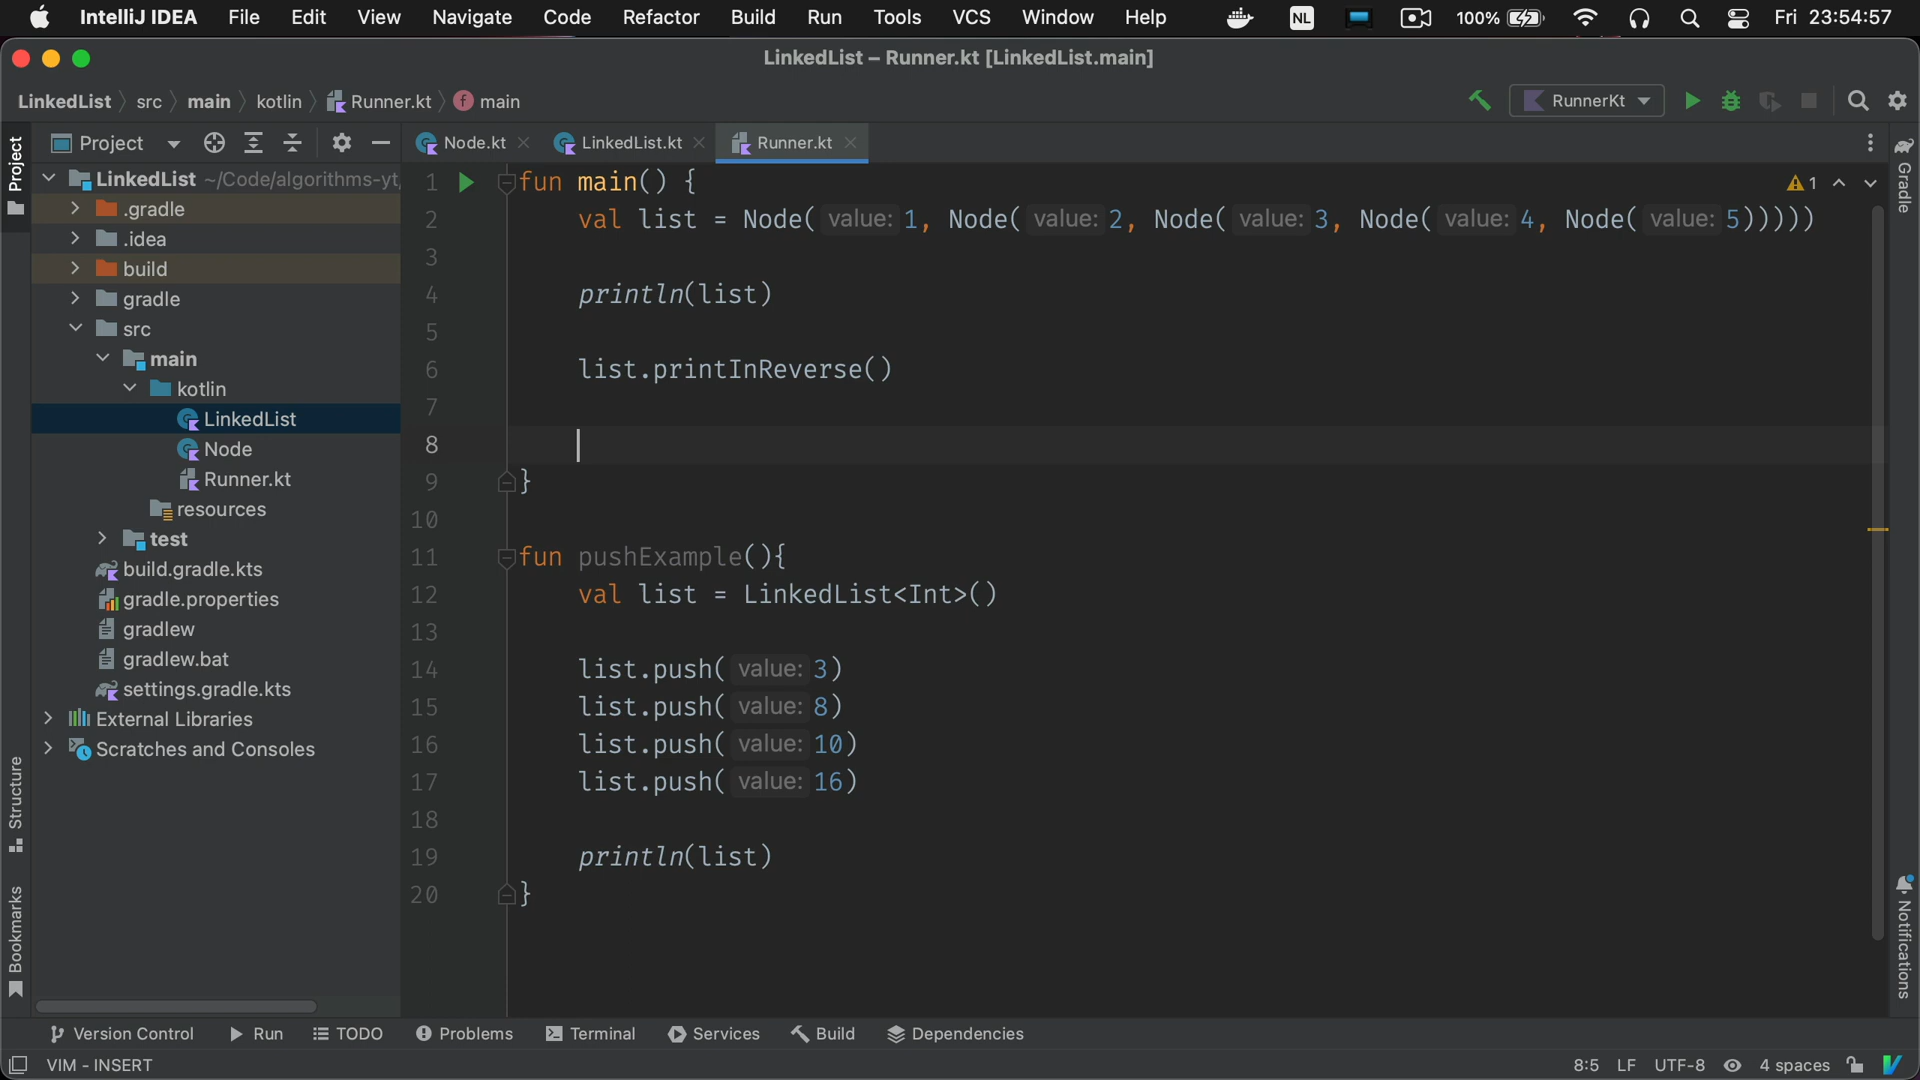 IntelliJ IDEA File Edit View Navigate Code Refactor Build Run Tools VCS Window Help NL 100% Fri 23:54:57
LinkedList – Runner.kt [LinkedList.main]
LinkedList src main kotlin Runner.kt main RunnerKt
Project Node.kt LinkedList.kt Runner.kt
Project
Structure
Bookmarks
LinkedList ~/Code/algorithms-yt
.gradle
.idea
build
gradle
src
main
kotlin
LinkedList
Node
Runner.kt
resources
test
build.gradle.kts
gradle.properties
gradlew
gradlew.bat
settings.gradle.kts
External Libraries
Scratches and Consoles
1 fun main() {
2 val list = Node( value: 1, Node( value: 2, Node( value: 3, Node( value: 4, Node( value: 5)))))
3
4 println(list)
5
6 list.printInReverse()
7
8
9 }
10
11 fun pushExample(){
12 val list = LinkedList<Int>()
13
14 list.push( value: 3)
15 list.push( value: 8)
16 list.push( value: 10)
17 list.push( value: 16)
18
19 println(list)
20 }
1
Gradle
Notifications
Version Control Run TODO Problems Terminal Services Build Dependencies
VIM - INSERT 8:5 LF UTF-8 4 spaces